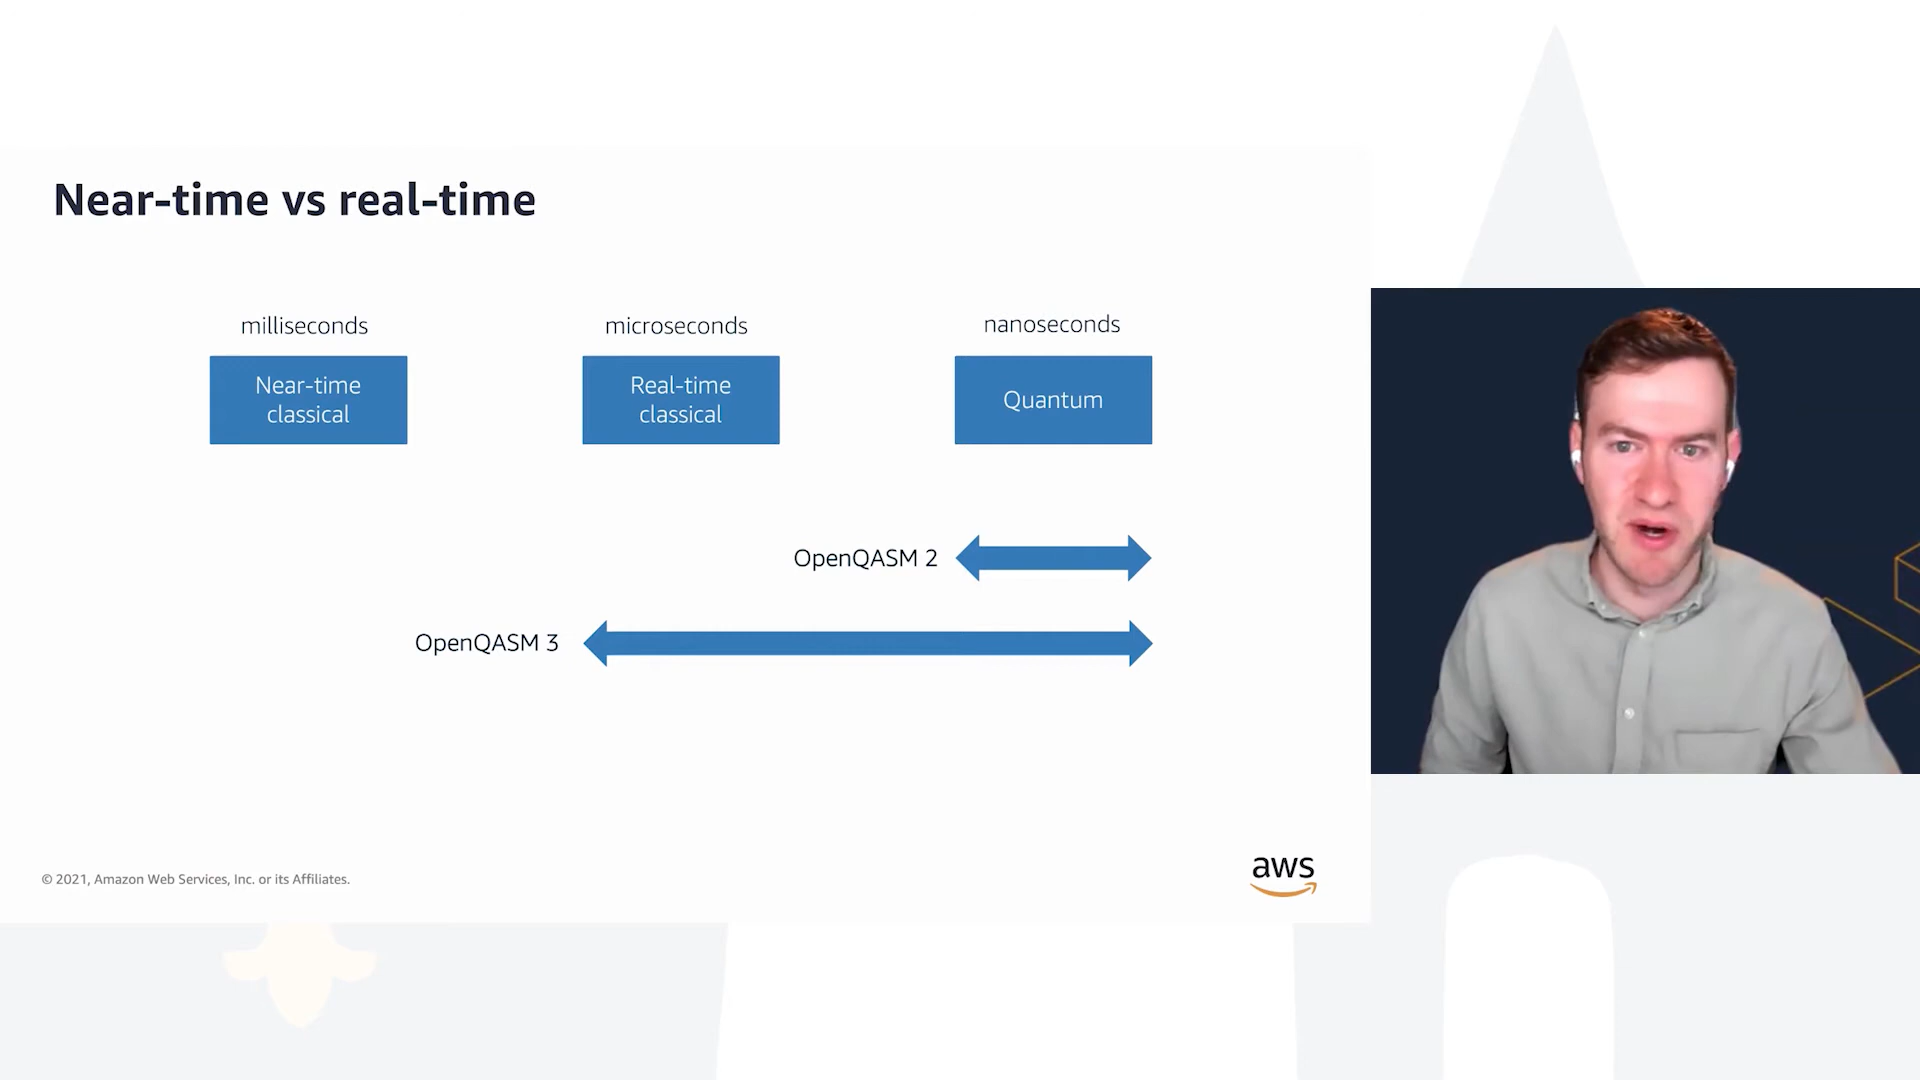 Near-time vs real-time
milliseconds
microseconds
nanoseconds
Near-time
classical
Real-time
classical
Quantum
OpenQASM 2
OpenQASM 3
© 2021, Amazon Web Services, Inc. or its Affiliates.
aws